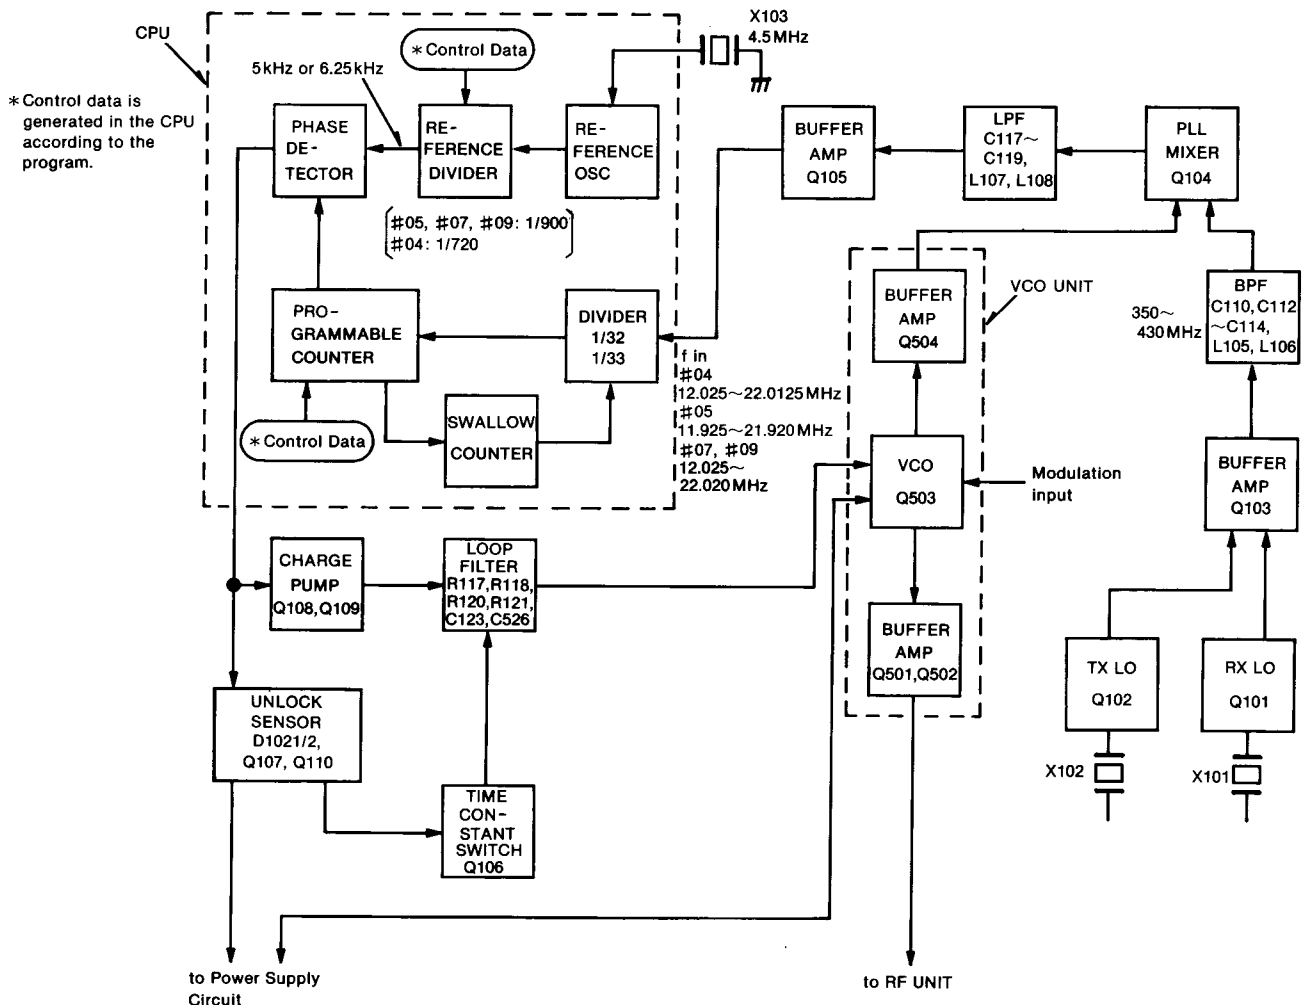 X103
4.5MHz
CPU
*Control Data
5kHz or 6.25kHz
*Control data is
generated in the CPU
according to the
program.
PHASE
DE-
TECTOR
RE-
FERENCE
DIVIDER
RE-
FERENCE
OSC
BUFFER
AMP
Q105
LPF
C117~
C119,
L107, L108
PLL
MIXER
Q104
#05, #07, #09: 1/900
#04: 1/720
VCO UNIT
BUFFER
AMP
Q504
350~
430MHz
BPF
C110, C112
~C114,
L105, L106
PRO-
GRAMMABLE
COUNTER
DIVIDER
1/32
1/33
f in
#04
12.025~22.0125MHz
#05
11.925~21.920MHz
#07, #09
12.025~
22.020MHz
*Control Data
SWALLOW
COUNTER
VCO
Q503
Modulation
input
BUFFER
AMP
Q103
CHARGE
PUMP
Q108,Q109
LOOP
FILTER
R117,R118,
R120,R121,
C123,C526
BUFFER
AMP
Q501,Q502
TX LO
Q102
RX LO
Q101
UNLOCK
SENSOR
D1021/2,
Q107, Q110
X102
X101
TIME
CON-
STANT
SWITCH
Q106
to Power Supply
Circuit
to RF UNIT